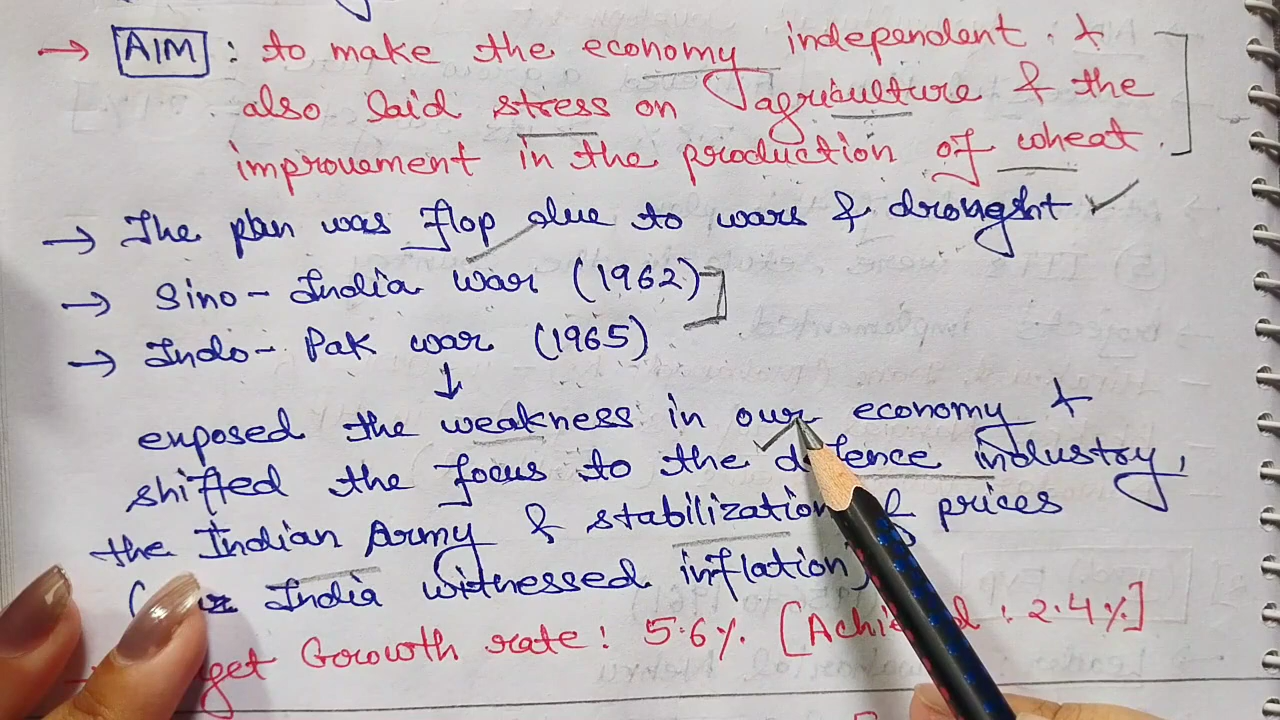 → AIM : to make the economy independent. &
also laid stress on agriculture & the
improvement in the production of wheat.
→ The plan was flop due to wars & drought ✓
→ Sino - India war (1962)
→ Indo - Pak war (1965)
↓
exposed the weakness in our economy &
shifted the focus to the defence industry,
the Indian Army & stabilization of prices
( India witnessed inflation)
Growth rate : 5.6%. [Achieved : 2.4%]